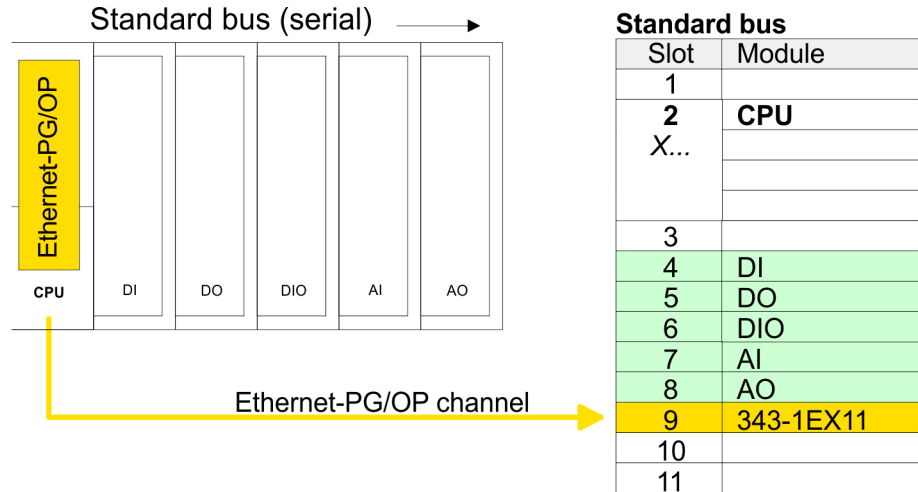 Standard bus (serial)
Ethernet-PG/OP
CPU
DI
DO
DIO
AI
AO
Ethernet-PG/OP channel
Standard bus
Slot Module
1
2 CPU
X...
3
4 DI
5 DO
6 DIO
7 AI
8 AO
9 343-1EX11
10
11